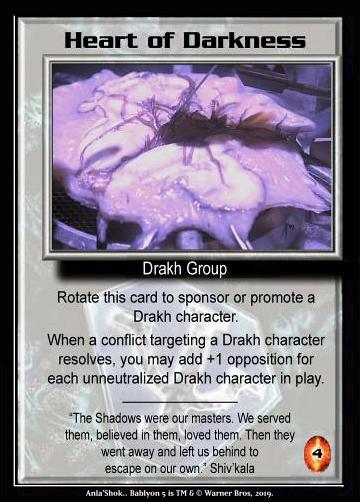 Heart of Darkness
Drakh Group
Rotate this card to sponsor or promote a
Drakh character.
When a conflict targeting a Drakh character
resolves, you may add +1 opposition for
each unneutralized Drakh character in play.
“The Shadows were our masters. We served
them, believed in them, loved them. Then they
went away and left us behind to
escape on our own.” Shiv’kala
4
Anla'Shok.. Bablyon 5 is TM & © Warner Bros, 2019.